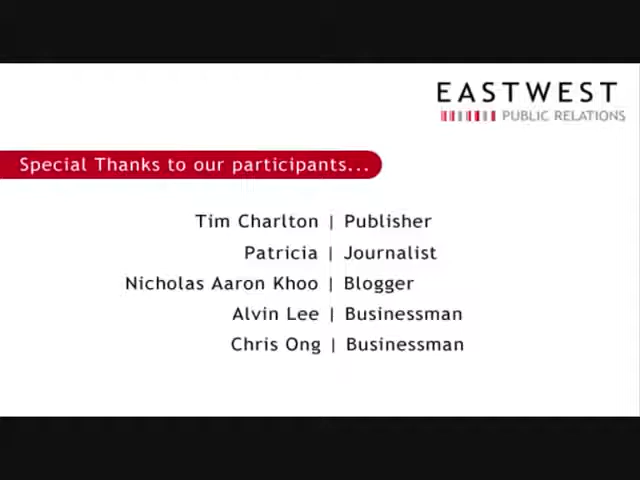 EASTWEST
PUBLIC RELATIONS
Special Thanks to our participants...
Tim Charlton | Publisher
Patricia | Journalist
Nicholas Aaron Khoo | Blogger
Alvin Lee | Businessman
Chris Ong | Businessman